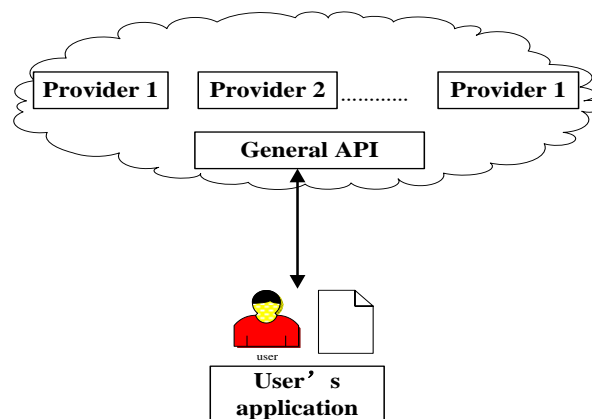 Provider 1 Provider 2 ............ Provider 1
General API
user
User’s
application